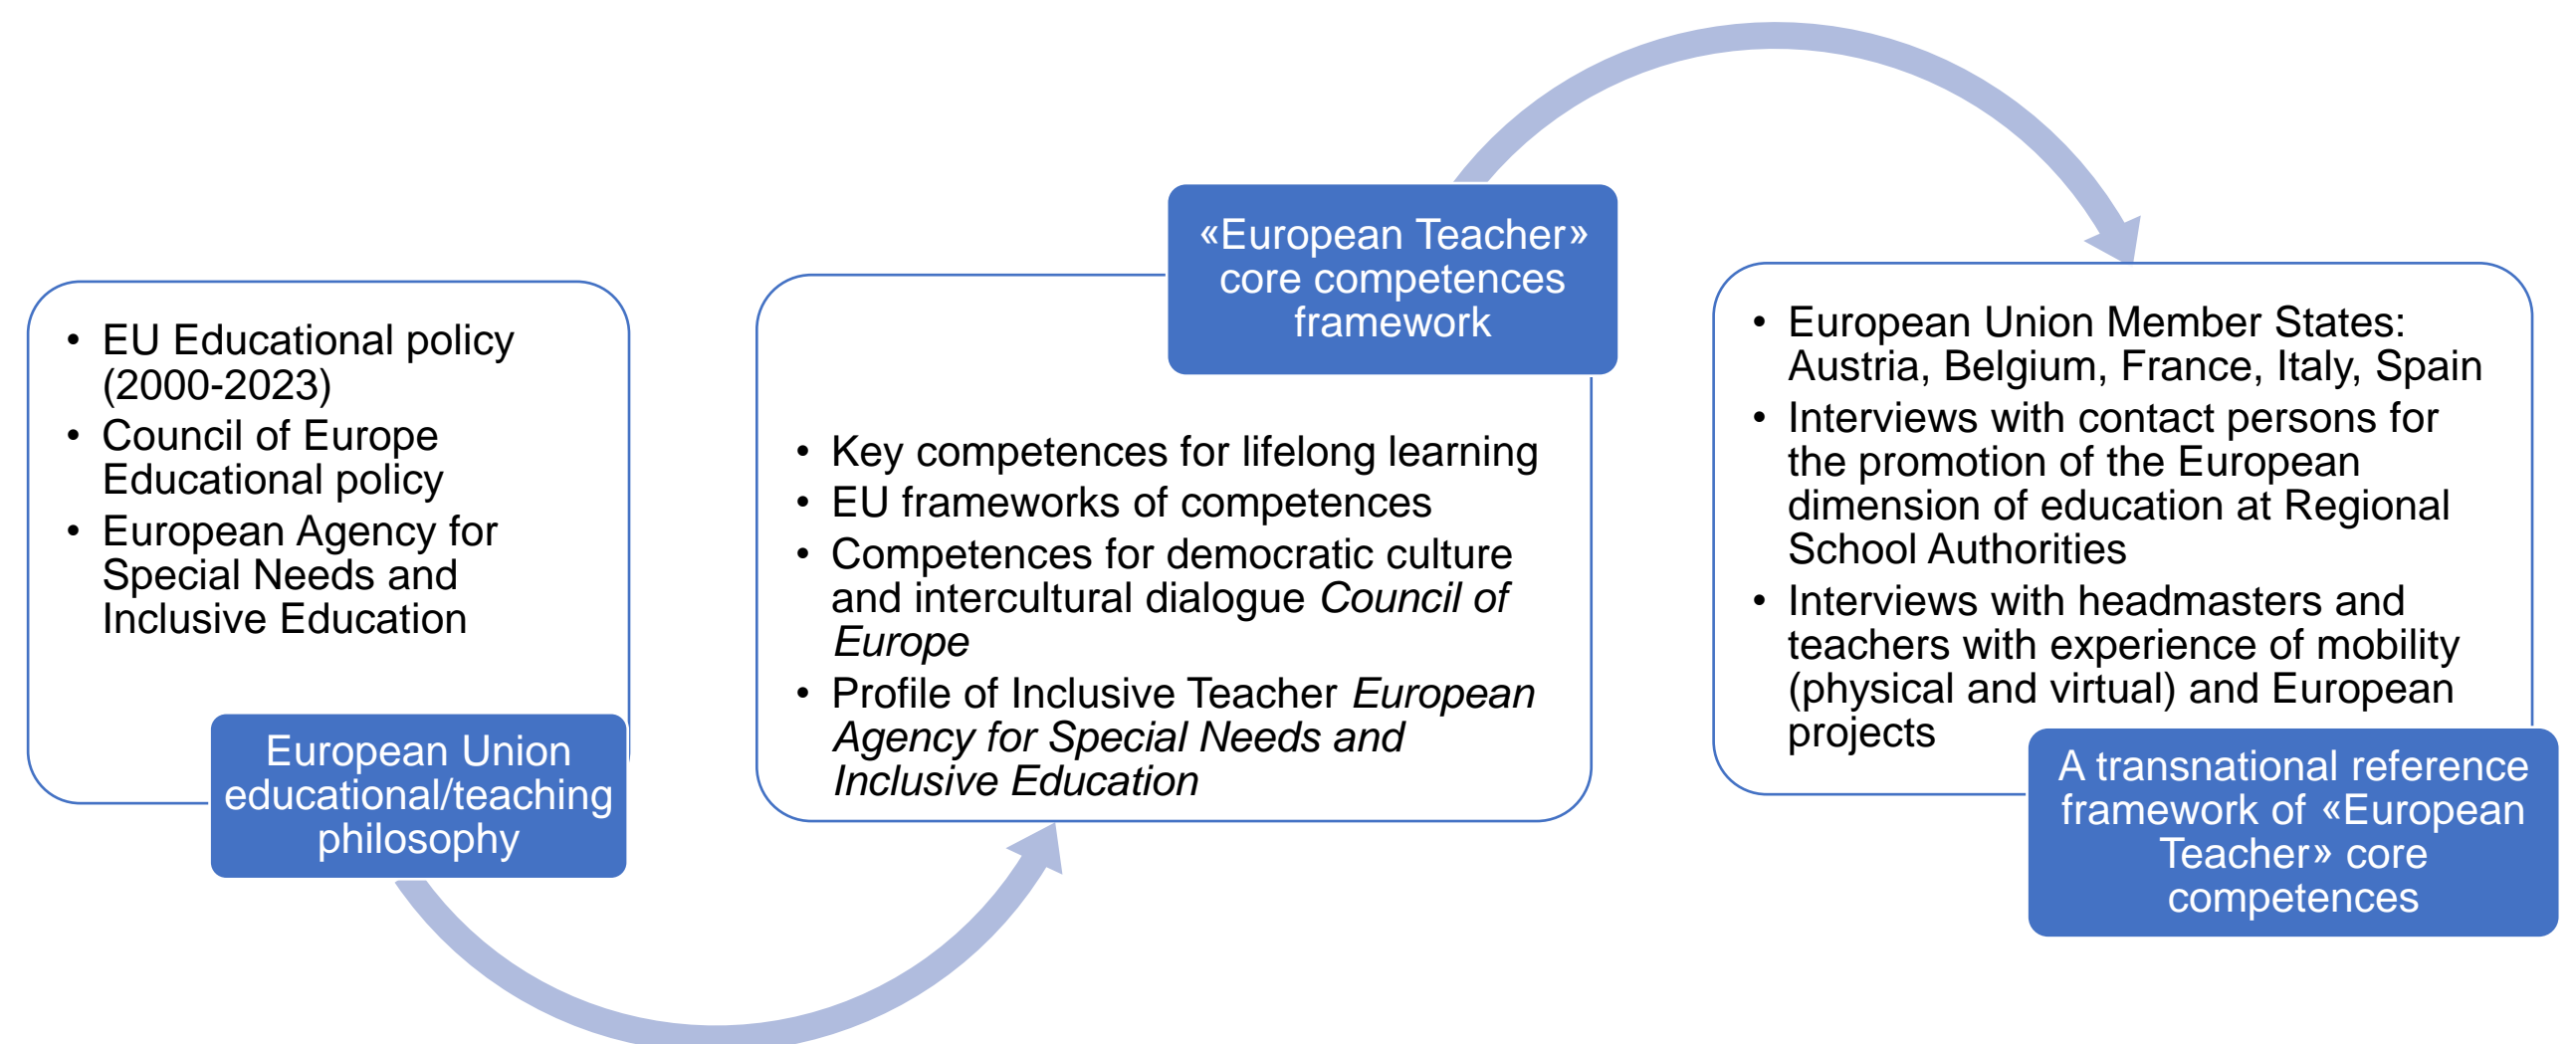 • EU Educational policy
(2000-2023)
• Council of Europe
Educational policy
• European Agency for
Special Needs and
Inclusive Education
European Union
educational/teaching
philosophy
«European Teacher»
core competences
framework
• Key competences for lifelong learning
• EU frameworks of competences
• Competences for democratic culture
and intercultural dialogue Council of
Europe
• Profile of Inclusive Teacher European
Agency for Special Needs and
Inclusive Education
• European Union Member States:
Austria, Belgium, France, Italy, Spain
• Interviews with contact persons for
the promotion of the European
dimension of education at Regional
School Authorities
• Interviews with headmasters and
teachers with experience of mobility
(physical and virtual) and European
projects
A transnational reference
framework of «European
Teacher» core
competences